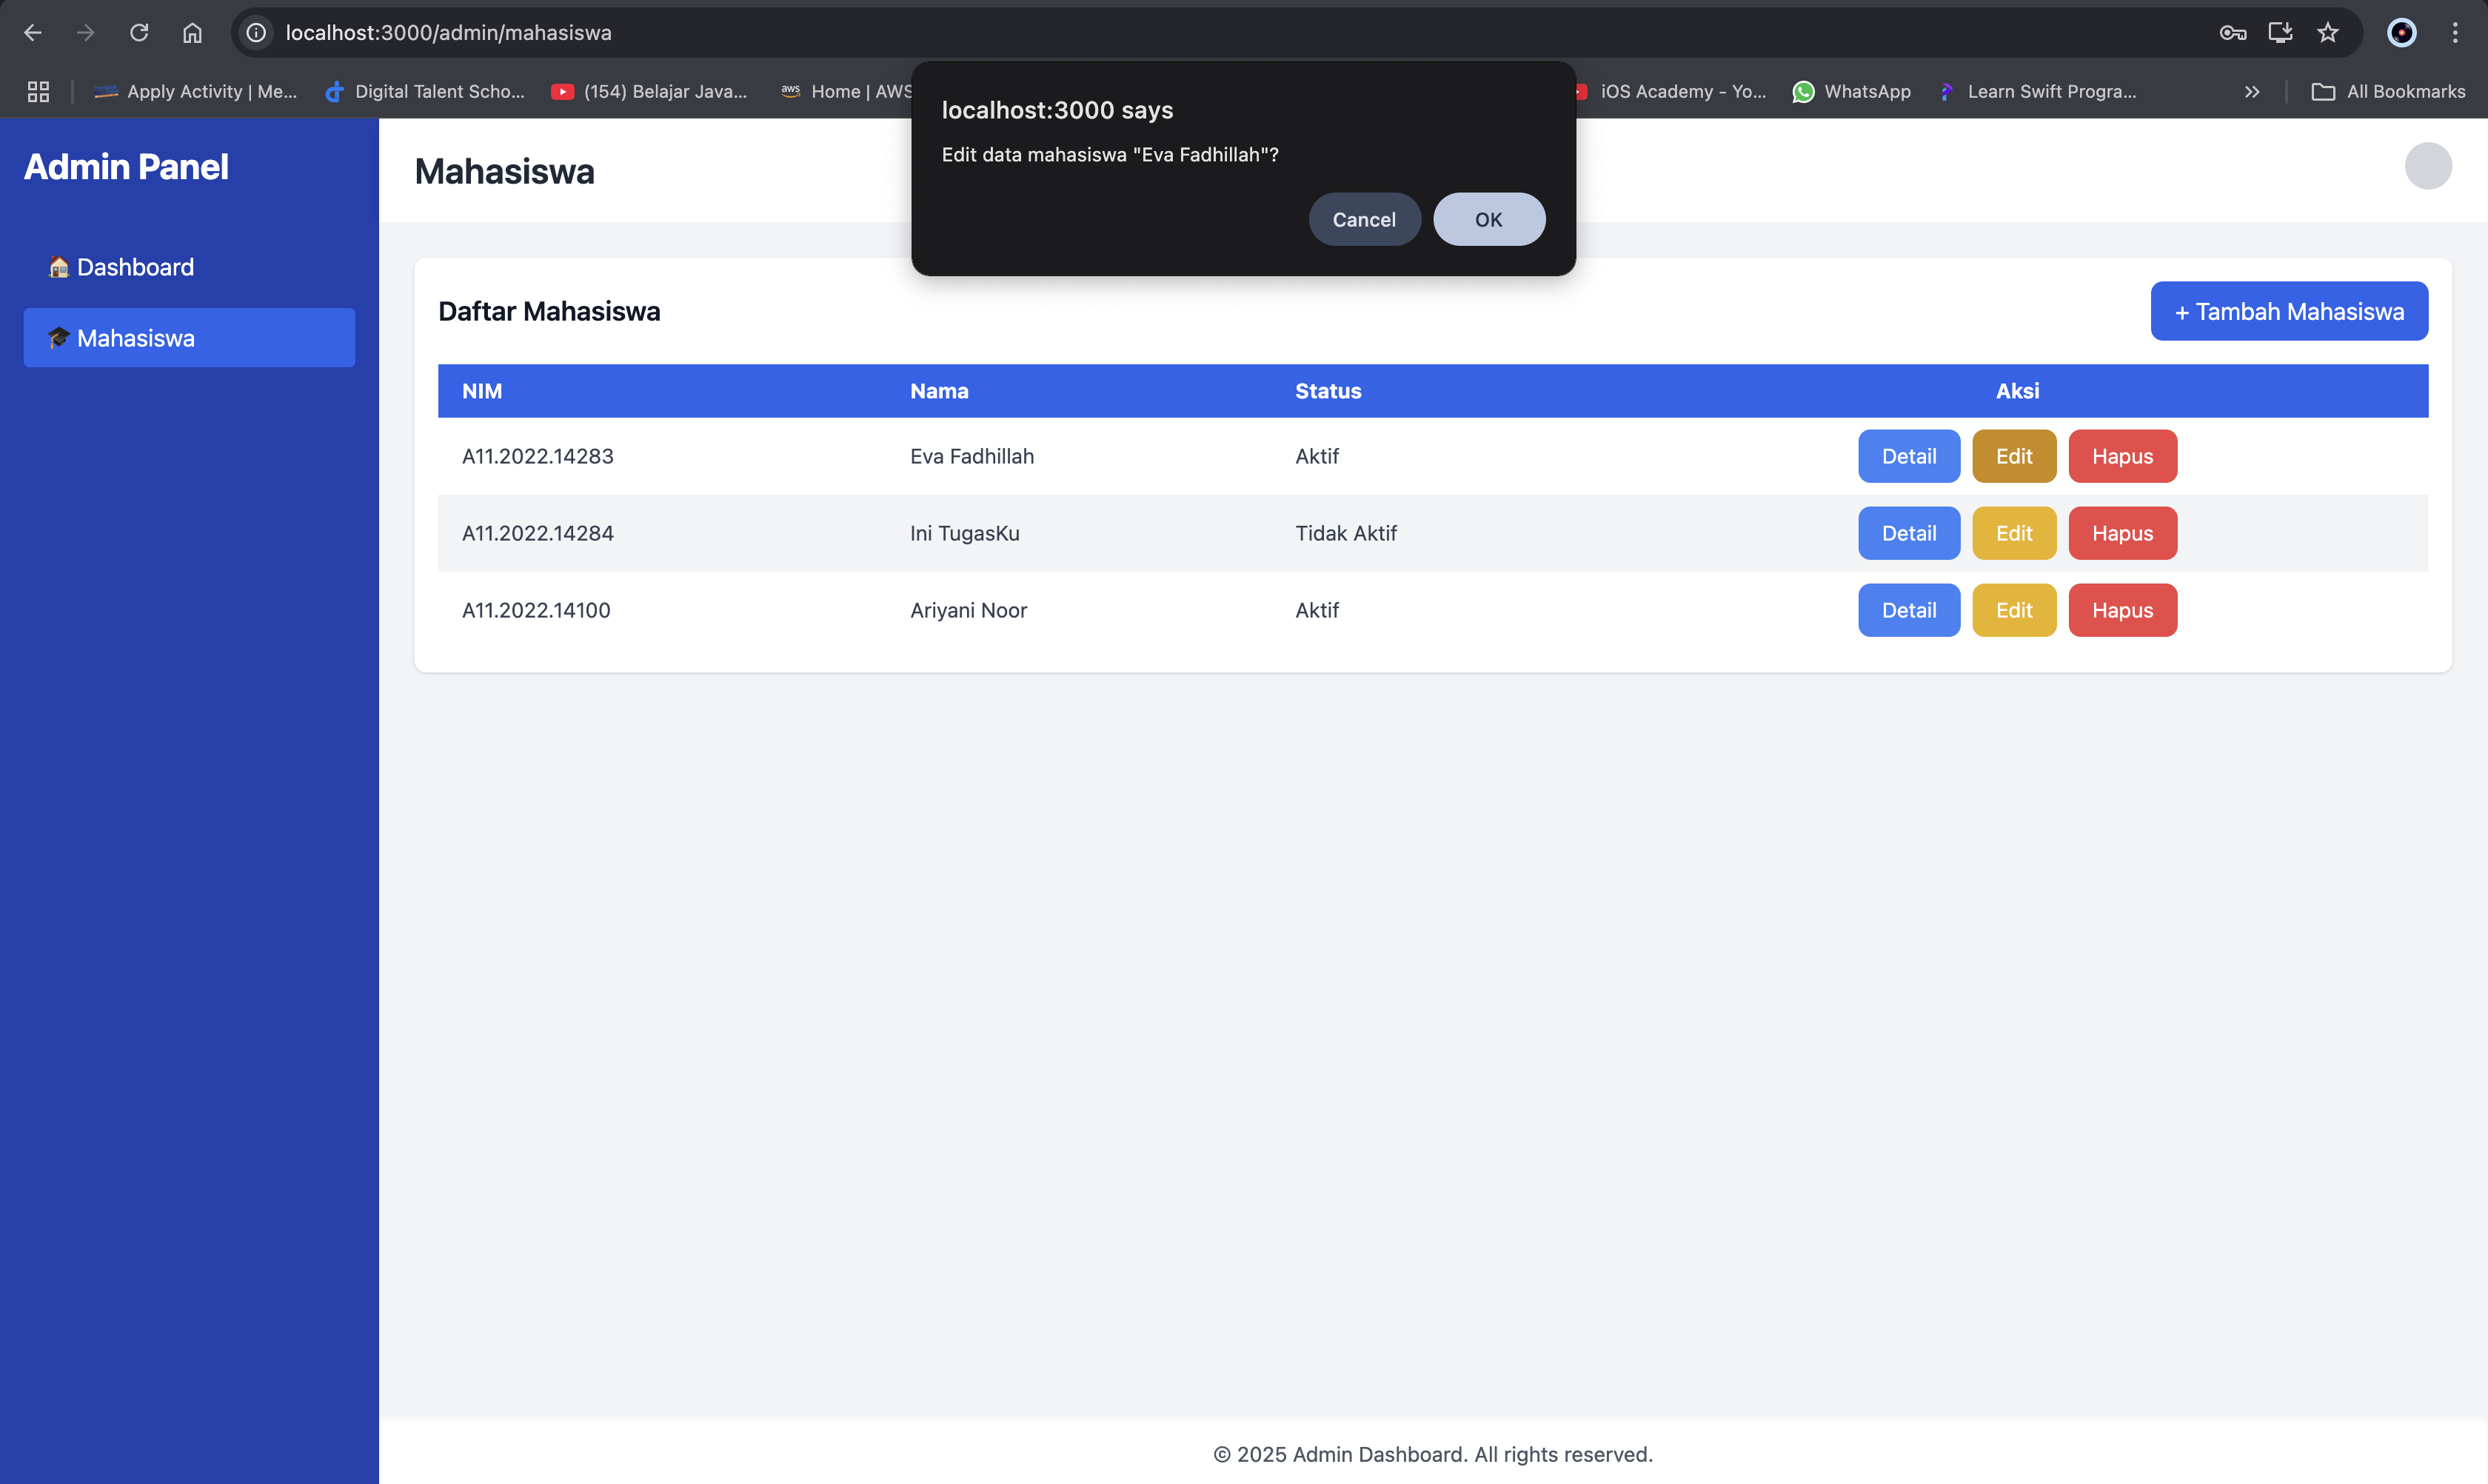 localhost:3000/admin/mahasiswa
Apply Activity | Me... Digital Talent Scho... (154) Belajar Java... aws Home | AWS iOS Academy - Yo... WhatsApp Learn Swift Progra... All Bookmarks
localhost:3000 says
Edit data mahasiswa "Eva Fadhillah"?
Cancel OK
Admin Panel
Dashboard
Mahasiswa
Mahasiswa
Daftar Mahasiswa + Tambah Mahasiswa
NIM Nama Status Aksi
A11.2022.14283 Eva Fadhillah Aktif Detail Edit Hapus
A11.2022.14284 Ini TugasKu Tidak Aktif Detail Edit Hapus
A11.2022.14100 Ariyani Noor Aktif Detail Edit Hapus
© 2025 Admin Dashboard. All rights reserved.